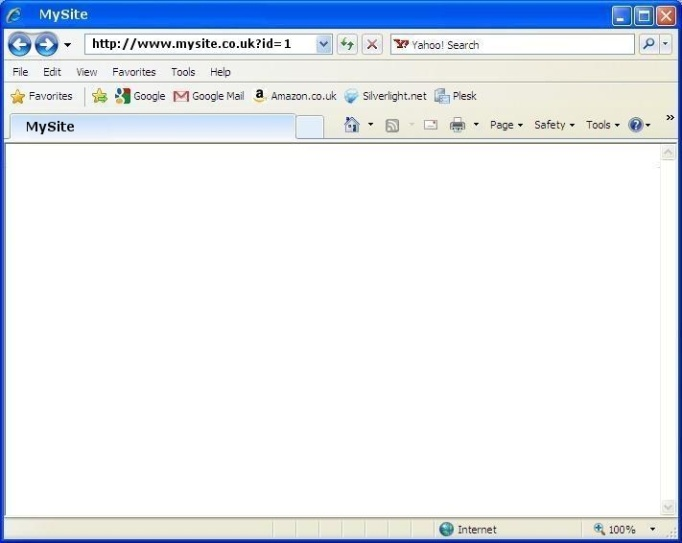 MySite
http://www.mysite.co.uk?id=1 Yahoo! Search
File Edit View Favorites Tools Help
Favorites Google Google Mail Amazon.co.uk Silverlight.net Plesk
MySite Page Safety Tools »
Internet 100%